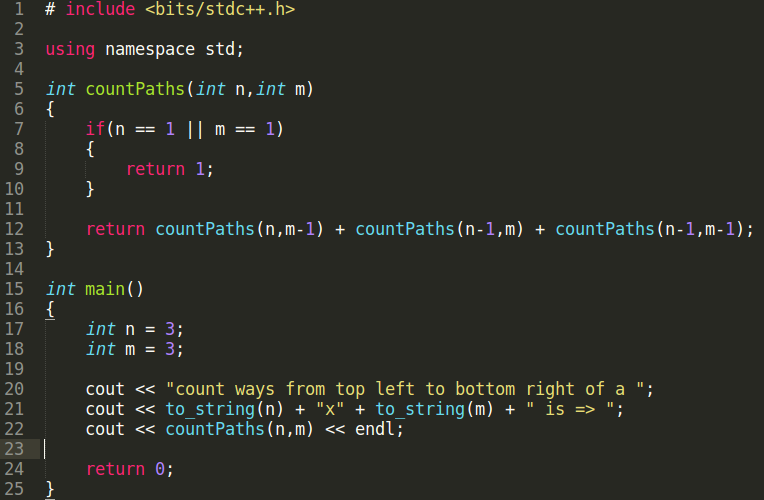 1 # include <bits/stdc++.h>
2
3 using namespace std;
4
5 int countPaths(int n,int m)
6 {
7     if(n == 1 || m == 1)
8     {
9         return 1;
10     }
11
12     return countPaths(n,m-1) + countPaths(n-1,m) + countPaths(n-1,m-1);
13 }
14
15 int main()
16 {
17     int n = 3;
18     int m = 3;
19
20     cout << "count ways from top left to bottom right of a ";
21     cout << to_string(n) + "x" + to_string(m) + " is => ";
22     cout << countPaths(n,m) << endl;
23
24     return 0;
25 }